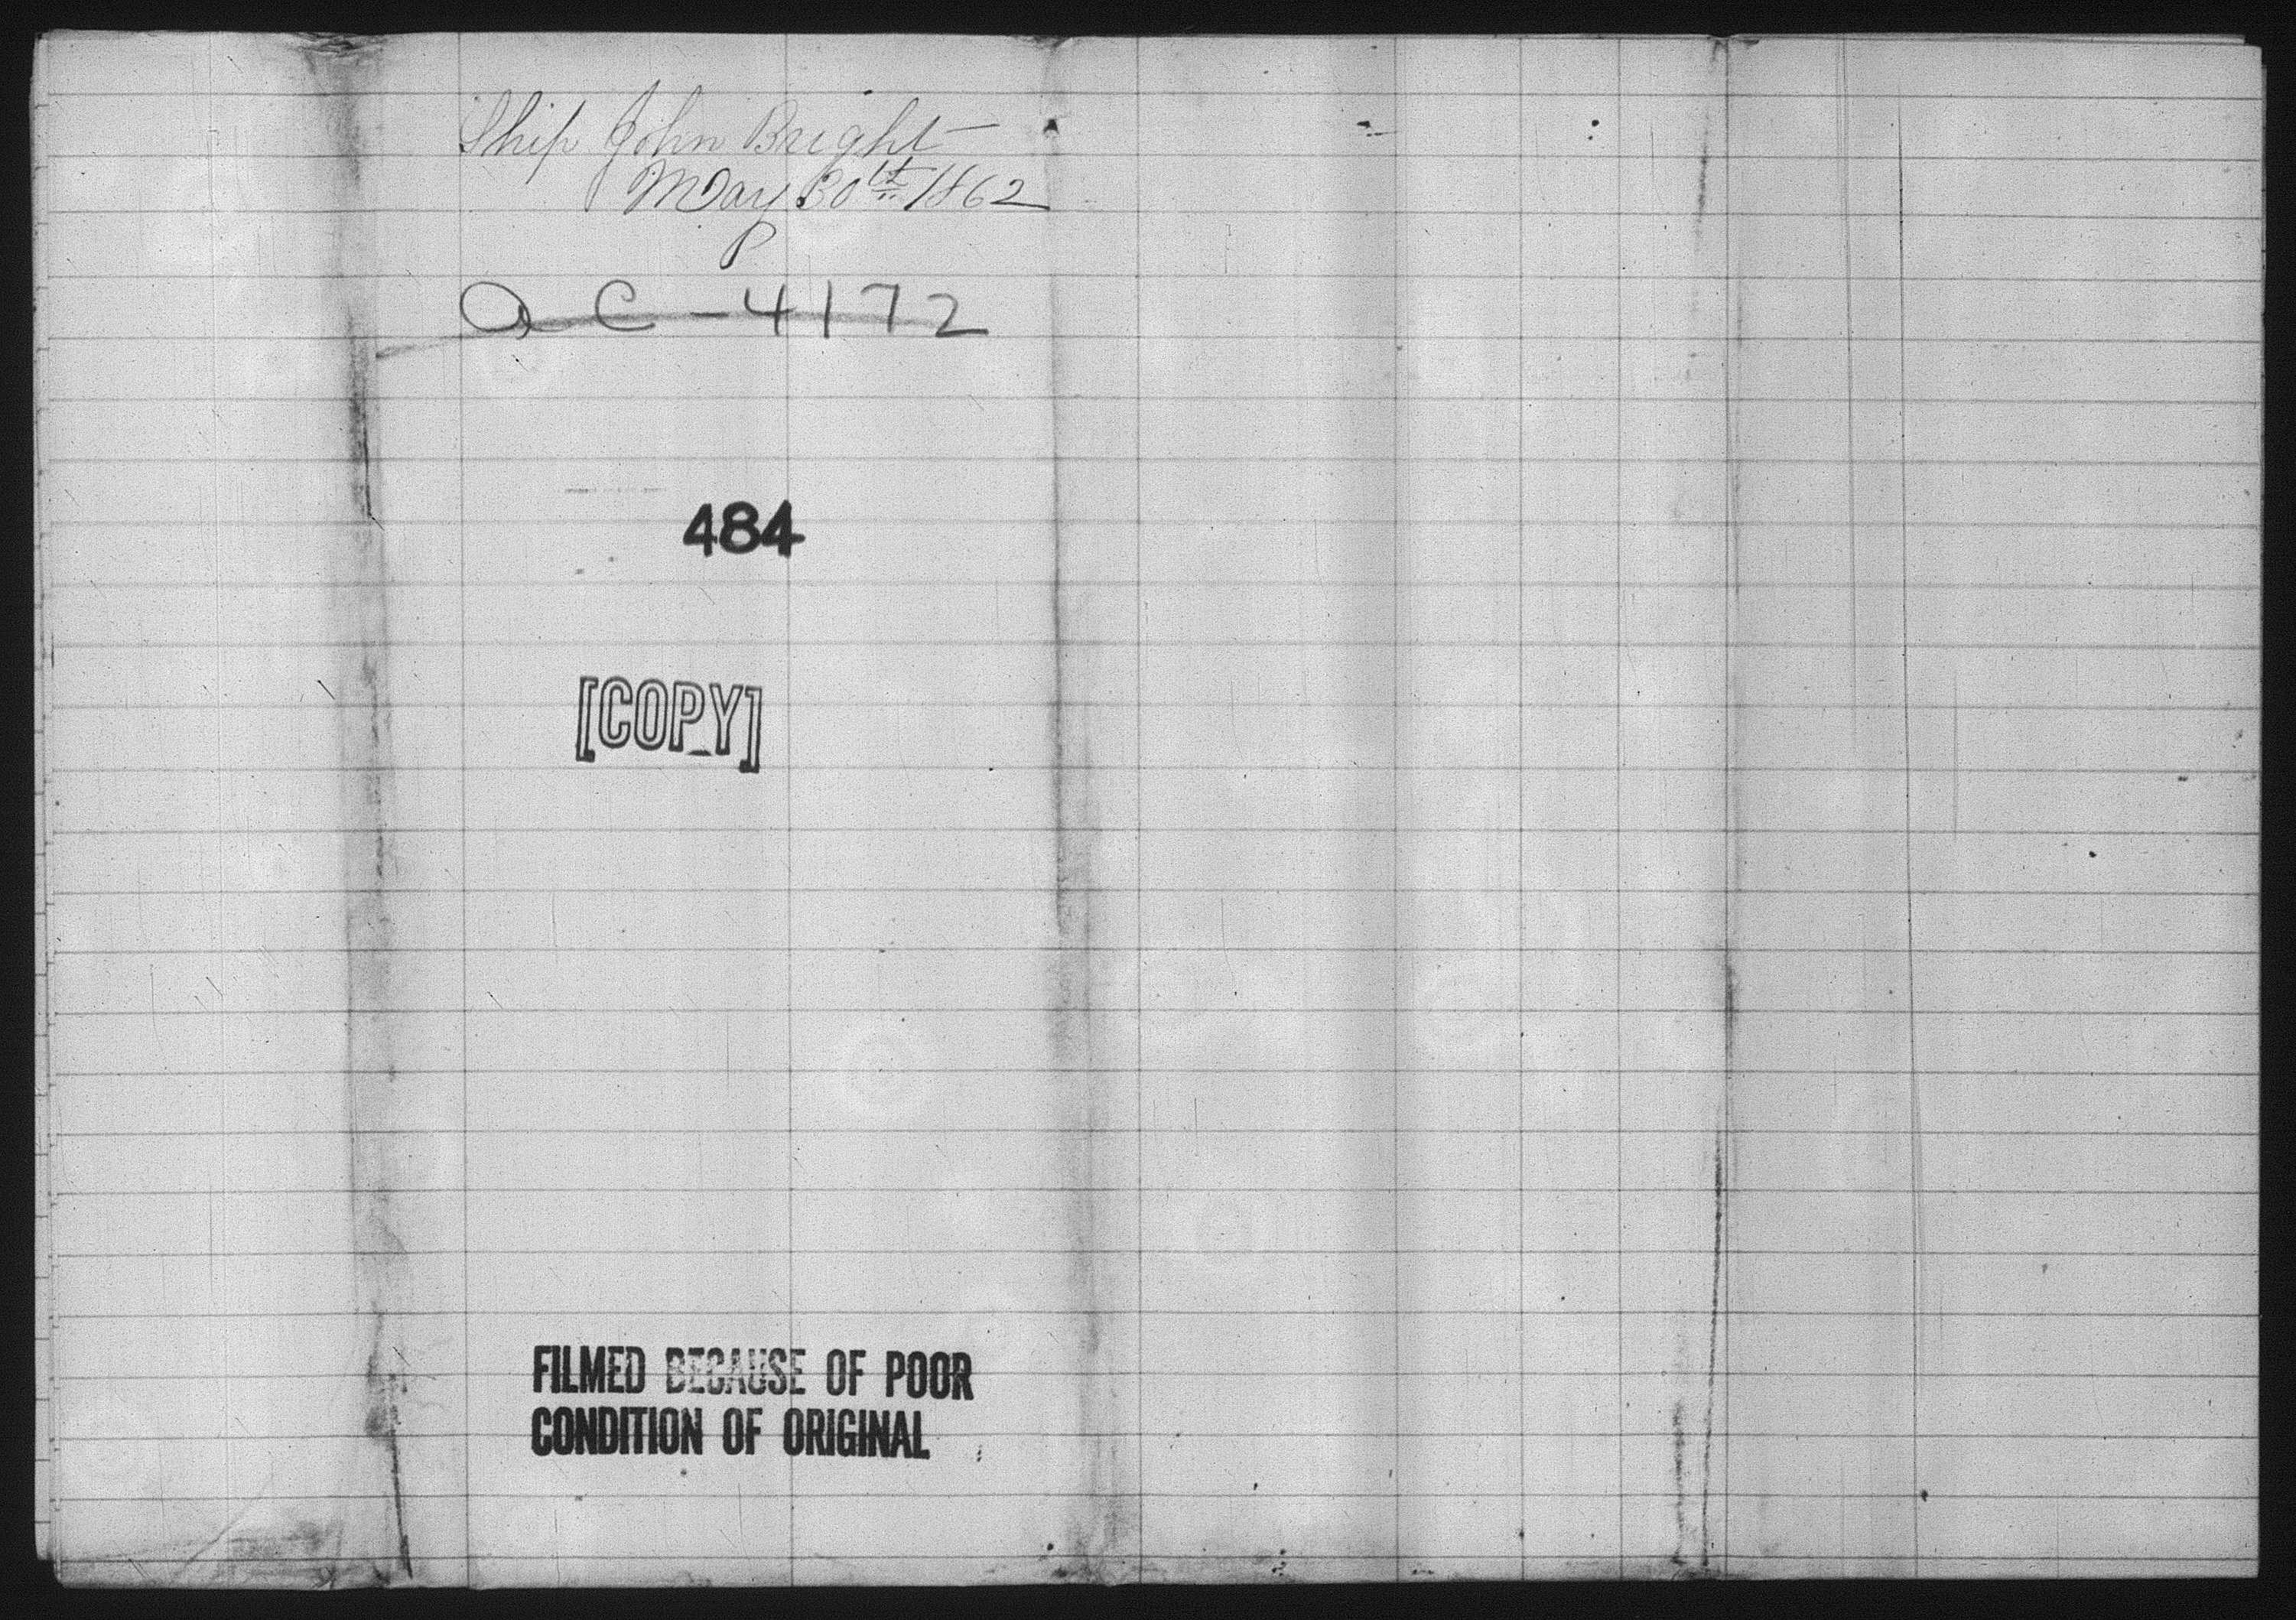 Ship John Bright
May 30th 1862
P
a C - 4172
484
[COPY]
FILMED BECAUSE OF POOR
CONDITION OF ORIGINAL